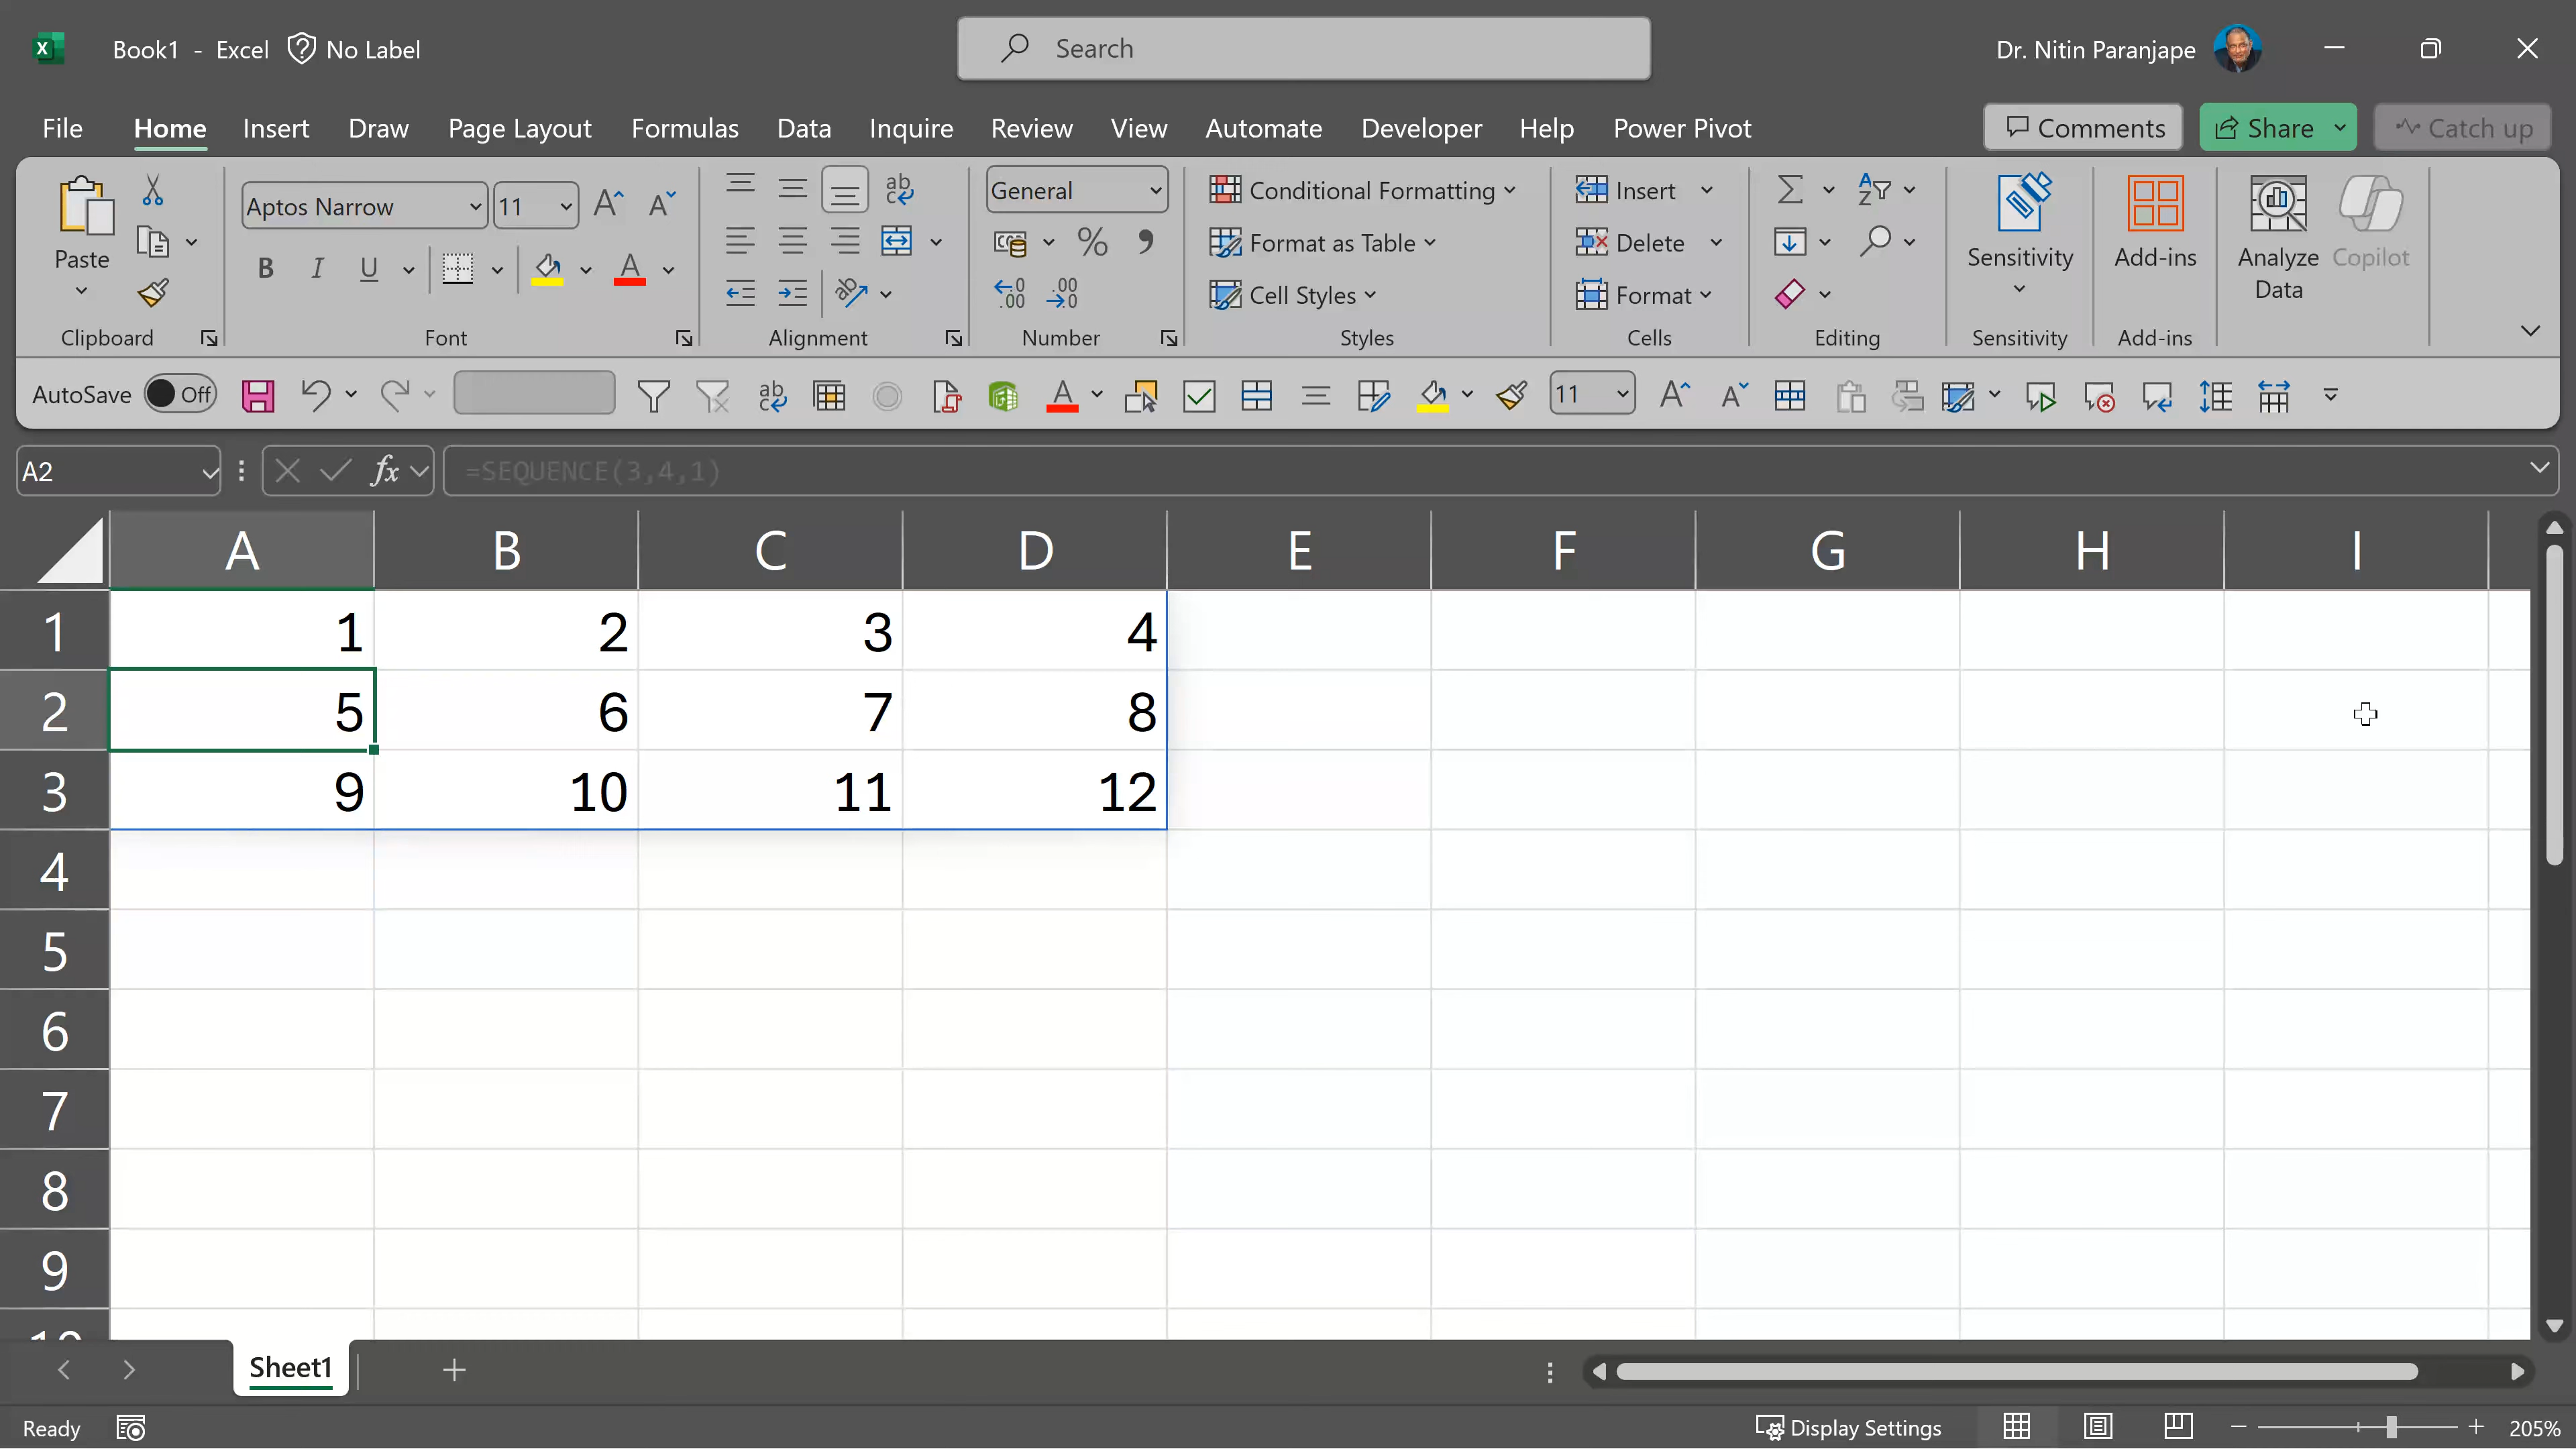 Book1 - Excel No Label Search Dr. Nitin Paranjape
File Home Insert Draw Page Layout Formulas Data Inquire Review View Automate Developer Help Power Pivot Comments Share Catch up
Paste
Clipboard
Aptos Narrow 11
B I U A
Font
ab
Alignment
General
%
Number
Conditional Formatting
Format as Table
Cell Styles
Styles
Insert
Delete
Format
Cells
Editing
Sensitivity
Sensitivity
Add-ins
Add-ins
Analyze Data
Copilot
AutoSave Off 11
A2 fx =SEQUENCE(3,4,1)
A B C D E F G H I
1 1 2 3 4
2 5 6 7 8
3 9 10 11 12
4
5
6
7
8
9
10
Sheet1
Ready Display Settings 205%